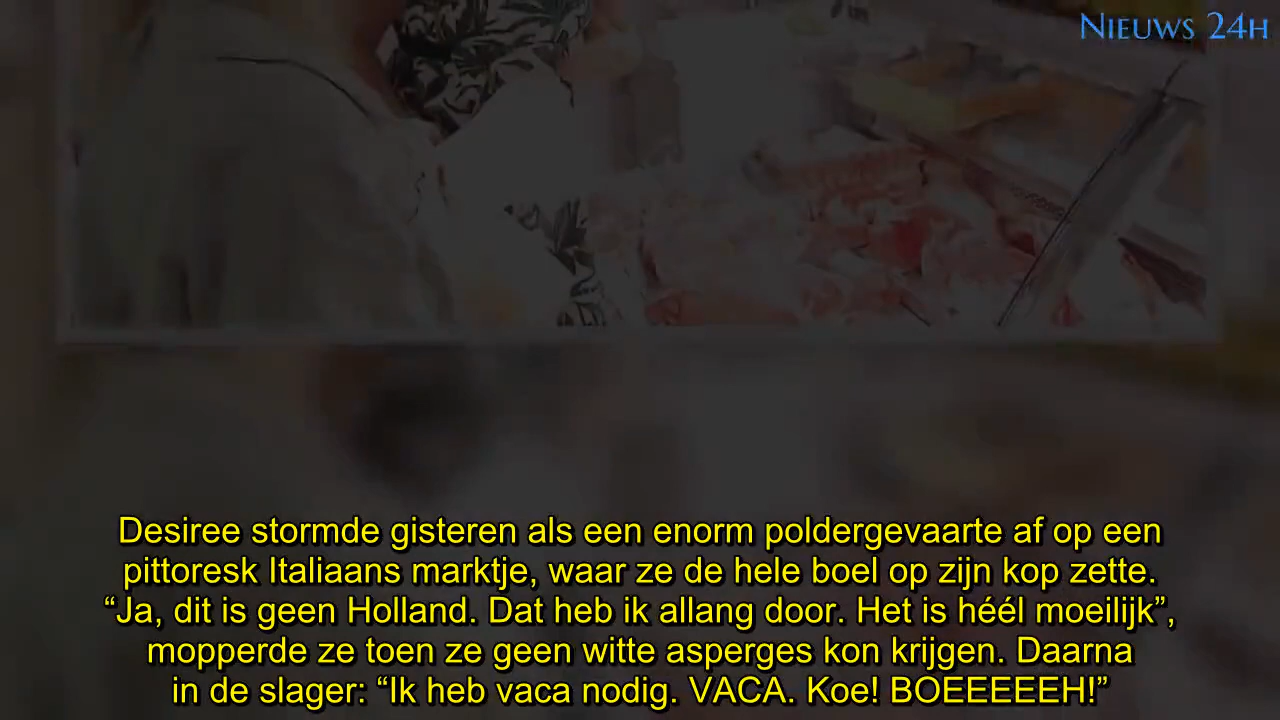 Nieuws 24h
Desiree stormde gisteren als een enorm poldergevaarte af op een
pittoresk Italiaans marktje, waar ze de hele boel op zijn kop zette.
“Ja, dit is geen Holland. Dat heb ik allang door. Het is héél moeilijk”,
mopperde ze toen ze geen witte asperges kon krijgen. Daarna
in de slager: “Ik heb vaca nodig. VACA. Koe! BOEEEEEH!”